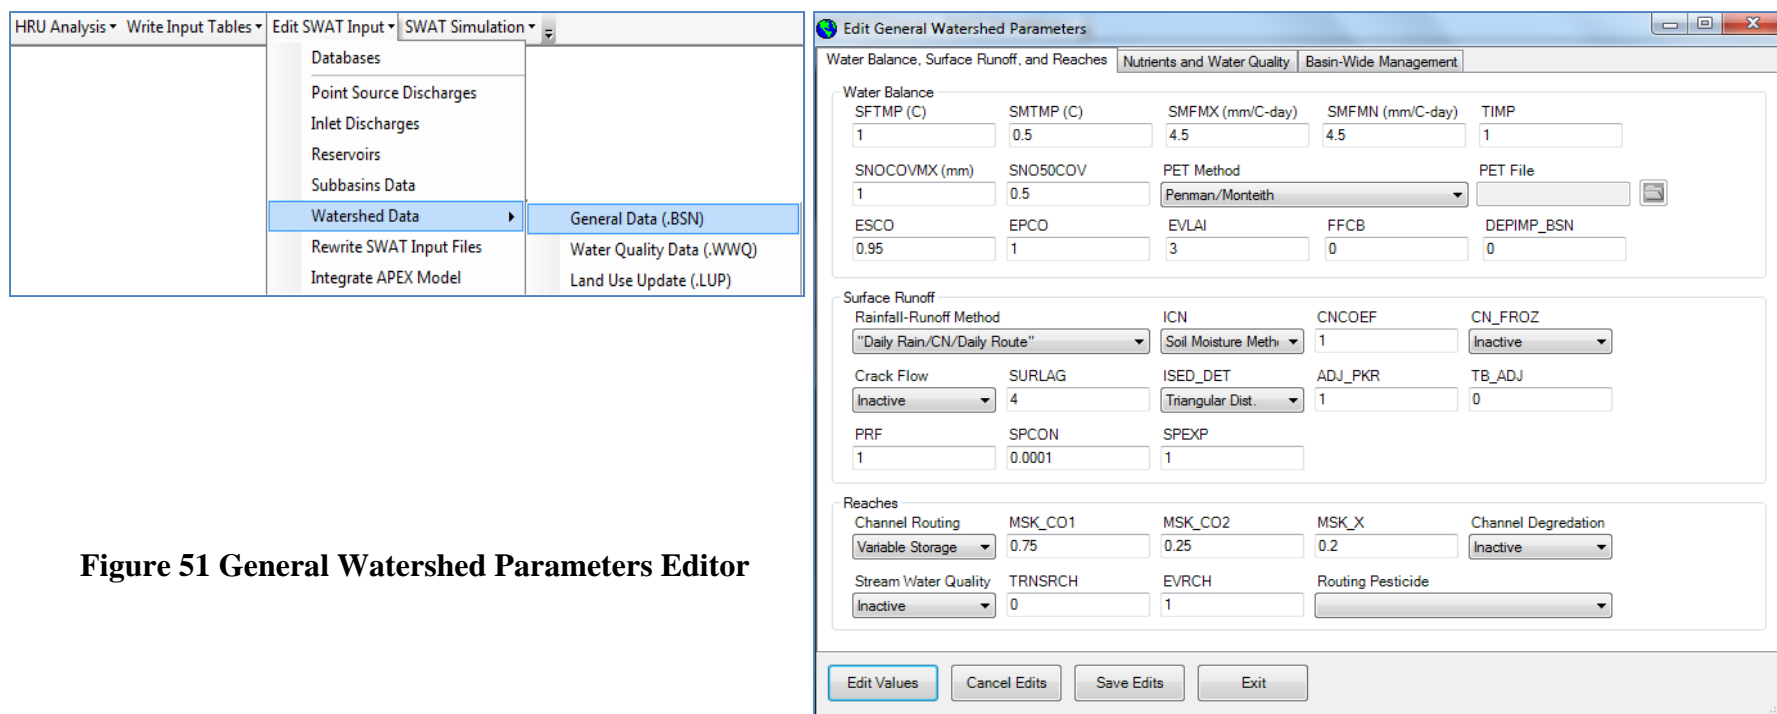 HRU Analysis Write Input Tables Edit SWAT Input SWAT Simulation
Databases
Point Source Discharges
Inlet Discharges
Reservoirs
Subbasins Data
Watershed Data
Rewrite SWAT Input Files
Integrate APEX Model
General Data (.BSN)
Water Quality Data (.WWQ)
Land Use Update (.LUP)
Figure 51 General Watershed Parameters Editor
Edit General Watershed Parameters
Water Balance, Surface Runoff, and Reaches Nutrients and Water Quality Basin-Wide Management
Water Balance
SFTMP (C) SMTMP (C) SMFMX (mm/C-day) SMFMN (mm/C-day) TIMP
1 0.5 4.5 4.5 1
SNOCOVMX (mm) SNO50COV PET Method PET File
1 0.5 Penman/Monteith
ESCO EPCO EVLAI FFCB DEPIMP_BSN
0.95 1 3 0 0
Surface Runoff
Rainfall-Runoff Method ICN CNCOEF CN_FROZ
"Daily Rain/CN/Daily Route" Soil Moisture Meth 1 Inactive
Crack Flow SURLAG ISED_DET ADJ_PKR TB_ADJ
Inactive 4 Triangular Dist. 1 0
PRF SPCON SPEXP
1 0.0001 1
Reaches
Channel Routing MSK_CO1 MSK_CO2 MSK_X Channel Degredation
Variable Storage 0.75 0.25 0.2 Inactive
Stream Water Quality TRNSRCH EVRCH Routing Pesticide
Inactive 0 1
Edit Values Cancel Edits Save Edits Exit